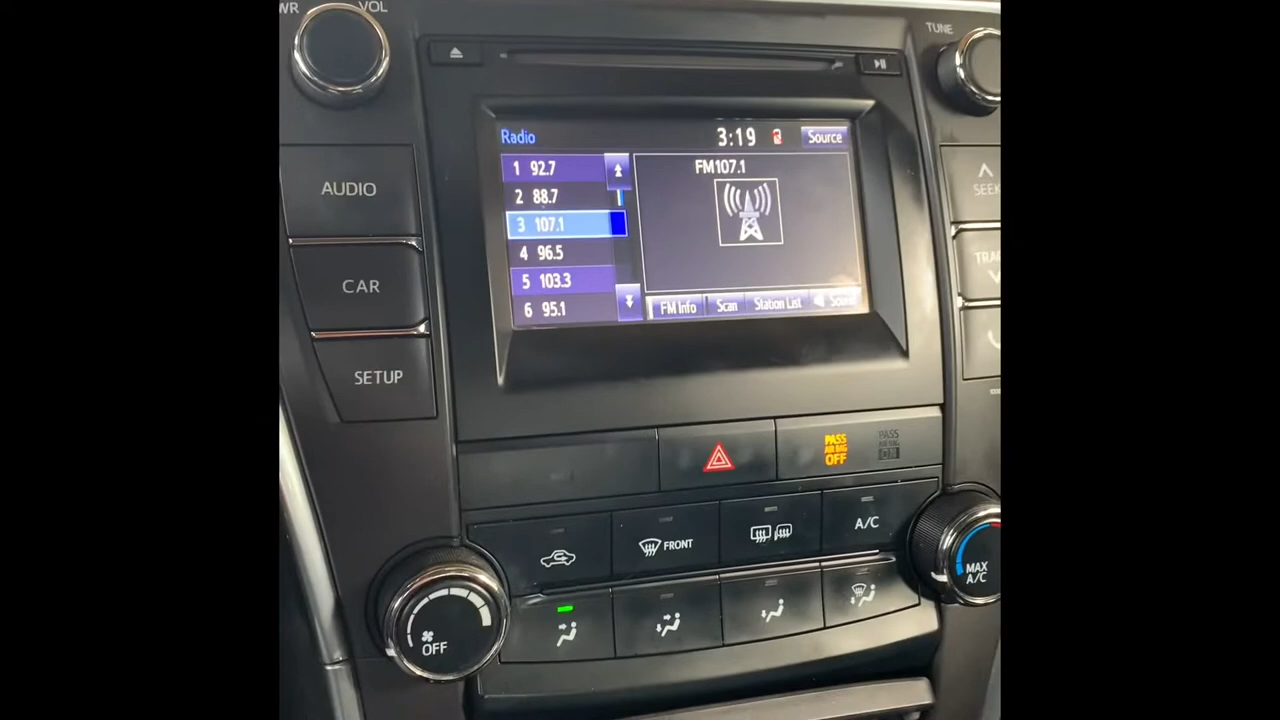 VOL
TUNE
AUDIO
CAR
SETUP
Radio
3:19
Source
1 92.7
2 88.7
3 107.1
4 96.5
5 103.3
6 95.1
FM107.1
FM Info
Scan
Station List
SEEK
PASS
AIR BAG
OFF
PASS
AIR BAG
ON
FRONT
A/C
OFF
MAX
A/C